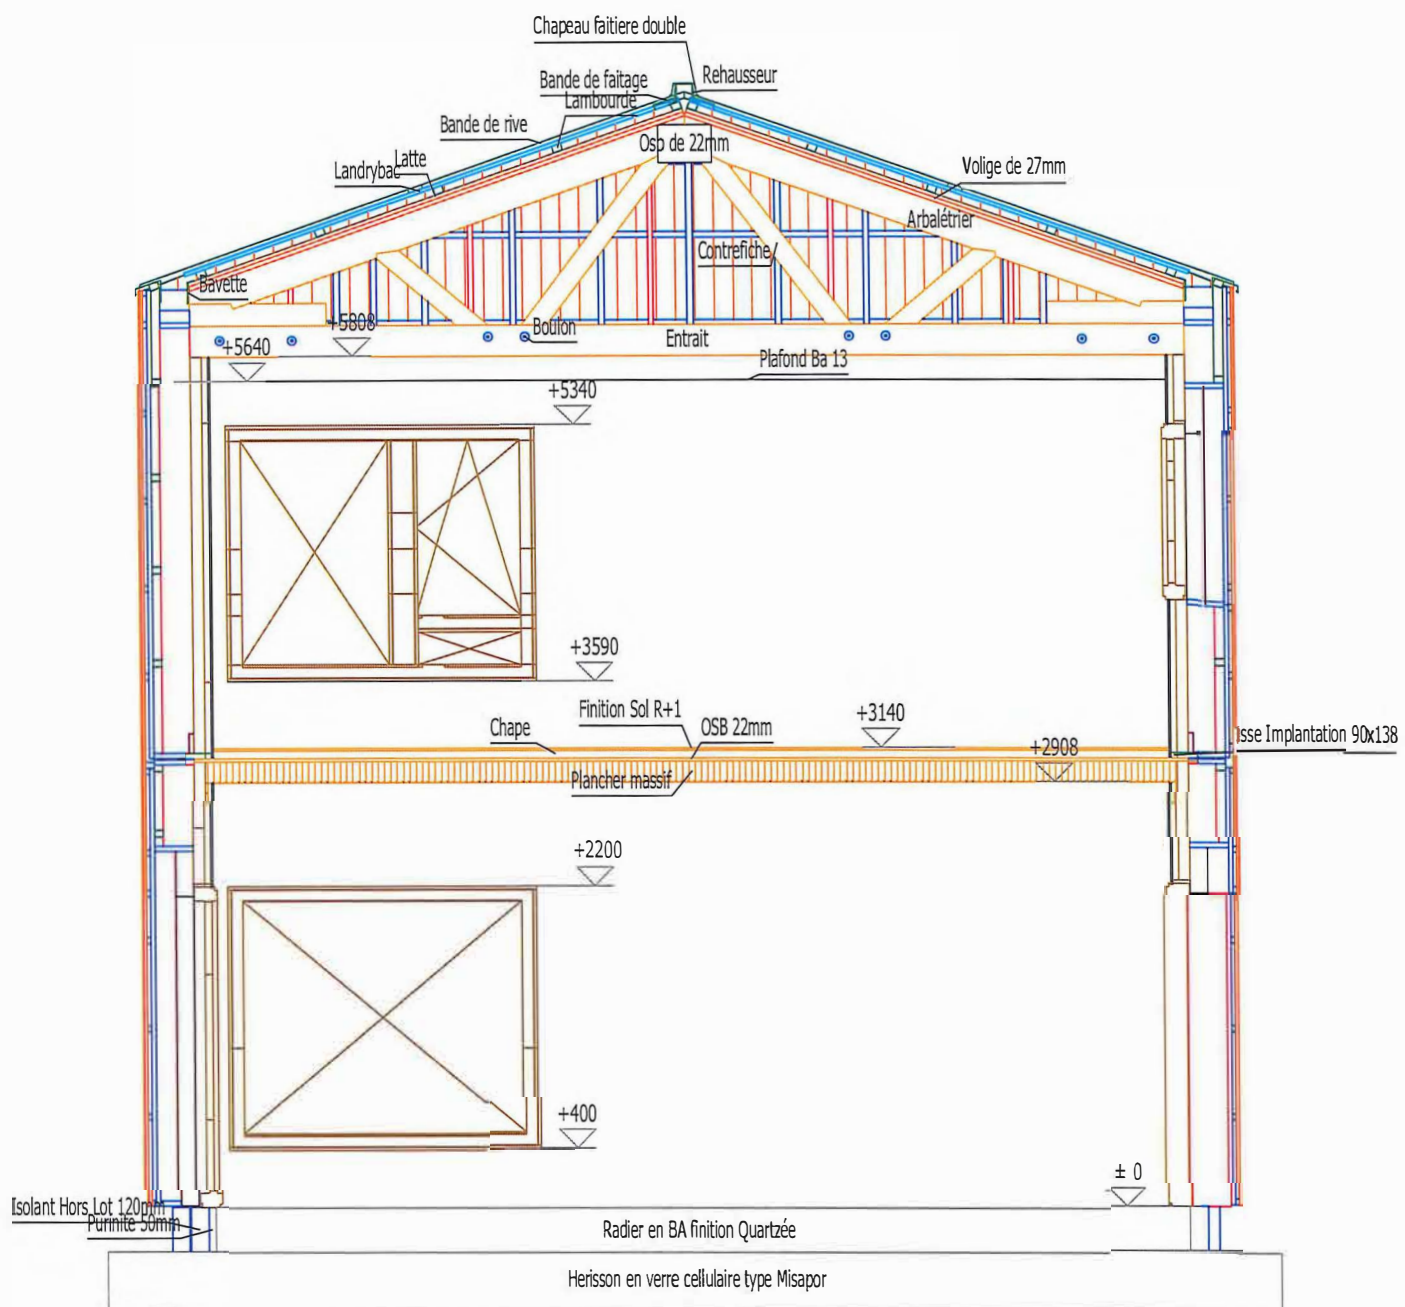 Chapeau faitiere double
Rehausseur
Bande de faitage
Lambourde
Bande de rive
Osb de 22mm
Latte
Landrybac
Volige de 27mm
Arbalétrier
Contrefiche
Bavette
+5808
Boulon
Entrait
+5640
Plafond Ba 13
+5340
+3590
Finition Sol R+1
+3140
Chape
OSB 22mm
sse Implantation 90x138
+2908
Plancher massif
+2200
+400
± 0
Isolant Hors Lot 120mm
Purinite 50mm
Radier en BA finition Quartzée
Herisson en verre cellulaire type Misapor